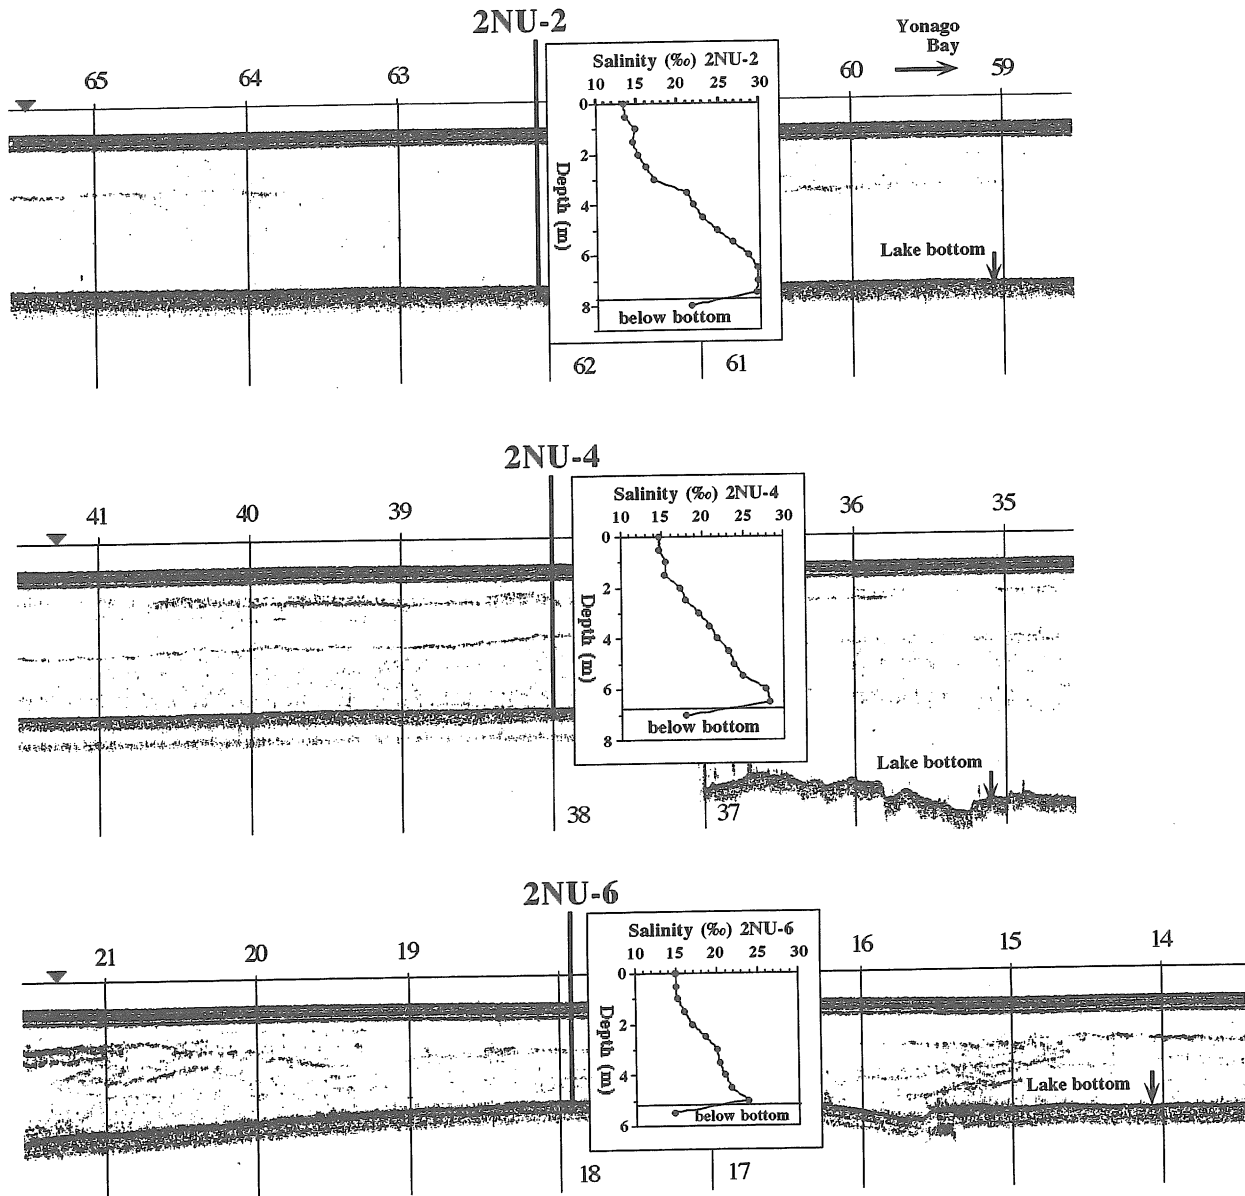 2NU-2
Yonago
Bay
65 64 63 60 59
Salinity (‰) 2NU-2
10 15 20 25 30
0
2
4
6
8
Depth (m)
below bottom
Lake bottom
62 61
2NU-4
41 40 39 36 35
Salinity (‰) 2NU-4
10 15 20 25 30
0
2
4
6
8
Depth (m)
below bottom
Lake bottom
38 37
2NU-6
21 20 19 16 15 14
Salinity (‰) 2NU-6
10 15 20 25 30
0
2
4
6
Depth (m)
below bottom
Lake bottom
18 17